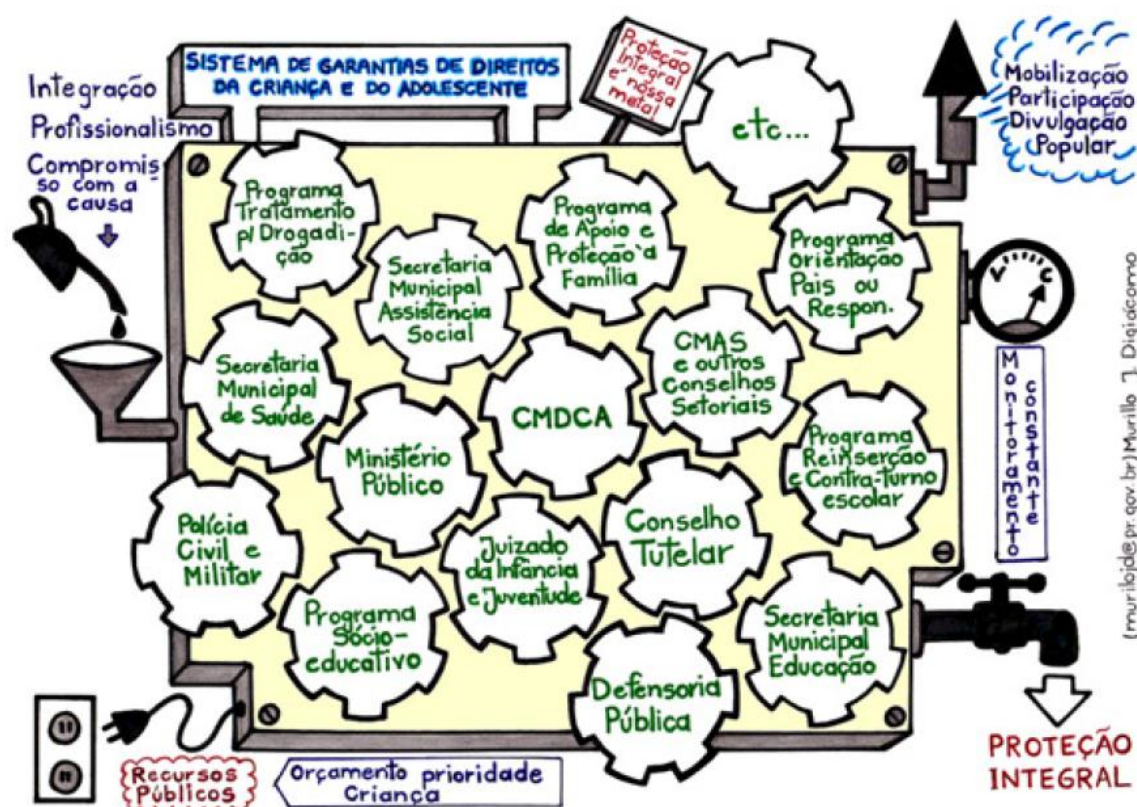 SISTEMA DE GARANTIAS DE DIREITOS
DA CRIANÇA E DO ADOLESCENTE
Proteção
Integral
é nossa
meta!
etc...
Mobilização
Participação
Divulgação
Popular
Integração
Profissionalismo
Compromis
so com a
causa
Programa
Tratamento
p/ Drogadi-
ção
Secretaria
Municipal
Assistência
Social
Programa
de Apoio e
Proteção à
Família
Programa
Orientação
Pais ou
Respon.
Secretaria
Municipal
de Saúde
CMDCA
CMAS
e outros
Conselhos
Setoriais
Ministério
Público
Programa
Reinserção
e Contra-turno
escolar
Monitoramento
constante
Polícia
Civil e
Militar
Juizado
da Infância
e Juventude
Conselho
Tutelar
Programa
Sócio-
educativo
Defensoria
Pública
Secretaria
Municipal
Educação
Recursos
Públicos
Orçamento prioridade
Criança
PROTEÇÃO
INTEGRAL
(murilojd@pr.gov.br) Murillo J. Digiácomo